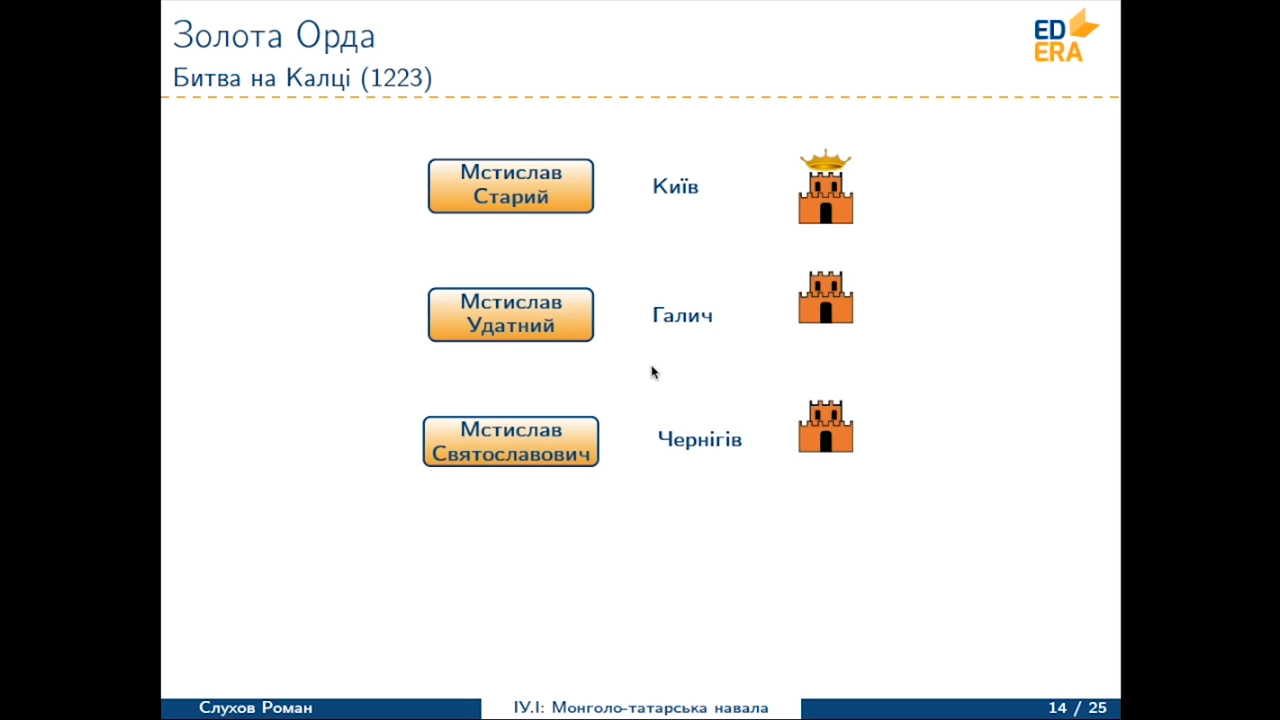 Золота Орда
Битва на Калці (1223)
ED
ERA
Мстислав
Старий
Київ
Мстислав
Удатний
Галич
Мстислав
Святославович
Чернігів
Слухов Роман
ІУ.І: Монголо-татарська навала
14 / 25